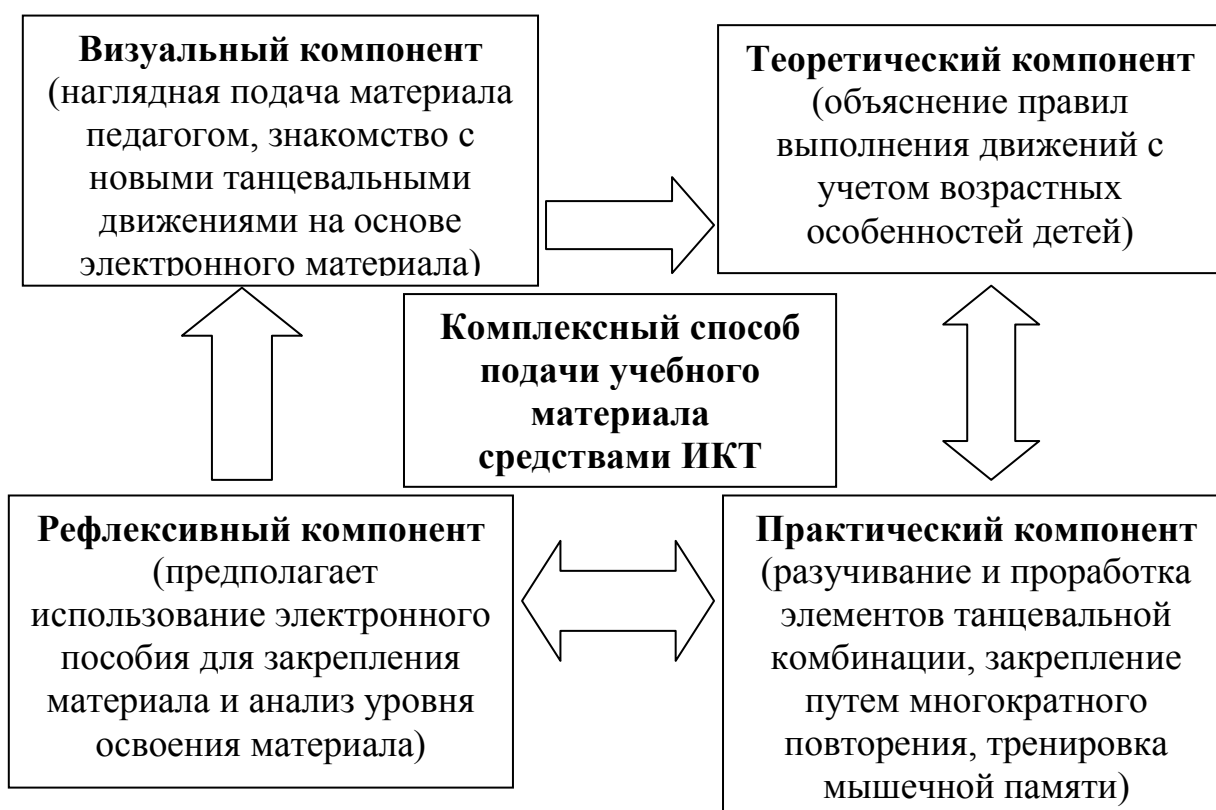 Визуальный компонент
(наглядная подача материала
педагогом, знакомство с
новыми танцевальными
движениями на основе
электронного материала)
Теоретический компонент
(объяснение правил
выполнения движений с
учетом возрастных
особенностей детей)
Комплексный способ
подачи учебного
материала
средствами ИКТ
Рефлексивный компонент
(предполагает
использование электронного
пособия для закрепления
материала и анализ уровня
освоения материала)
Практический компонент
(разучивание и проработка
элементов танцевальной
комбинации, закрепление
путем многократного
повторения, тренировка
мышечной памяти)